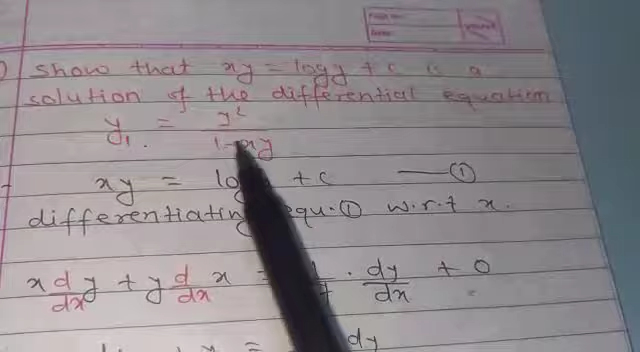 show that xy = logy + c is a
solution of the differential equation
y₁ = y²/(1-xy)
xy = log + c — ①
differentiating equ.① w.r.t x.
x d/dx y + y d/dx x = 1/ · dy/dx + 0
dy